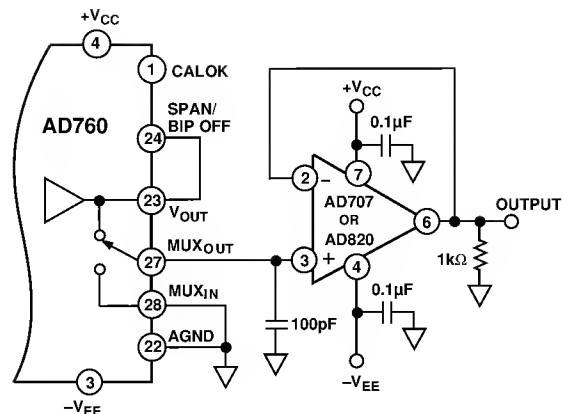 +VCC
4
1
CALOK
AD760
SPAN/
BIP OFF
24
23
VOUT
27
MUXOUT
28
MUXIN
22
AGND
3
−VEE
100pF
+VCC
0.1µF
2
−
7
AD707
OR
AD820
6
3
+
4
0.1µF
−VEE
OUTPUT
1kΩ